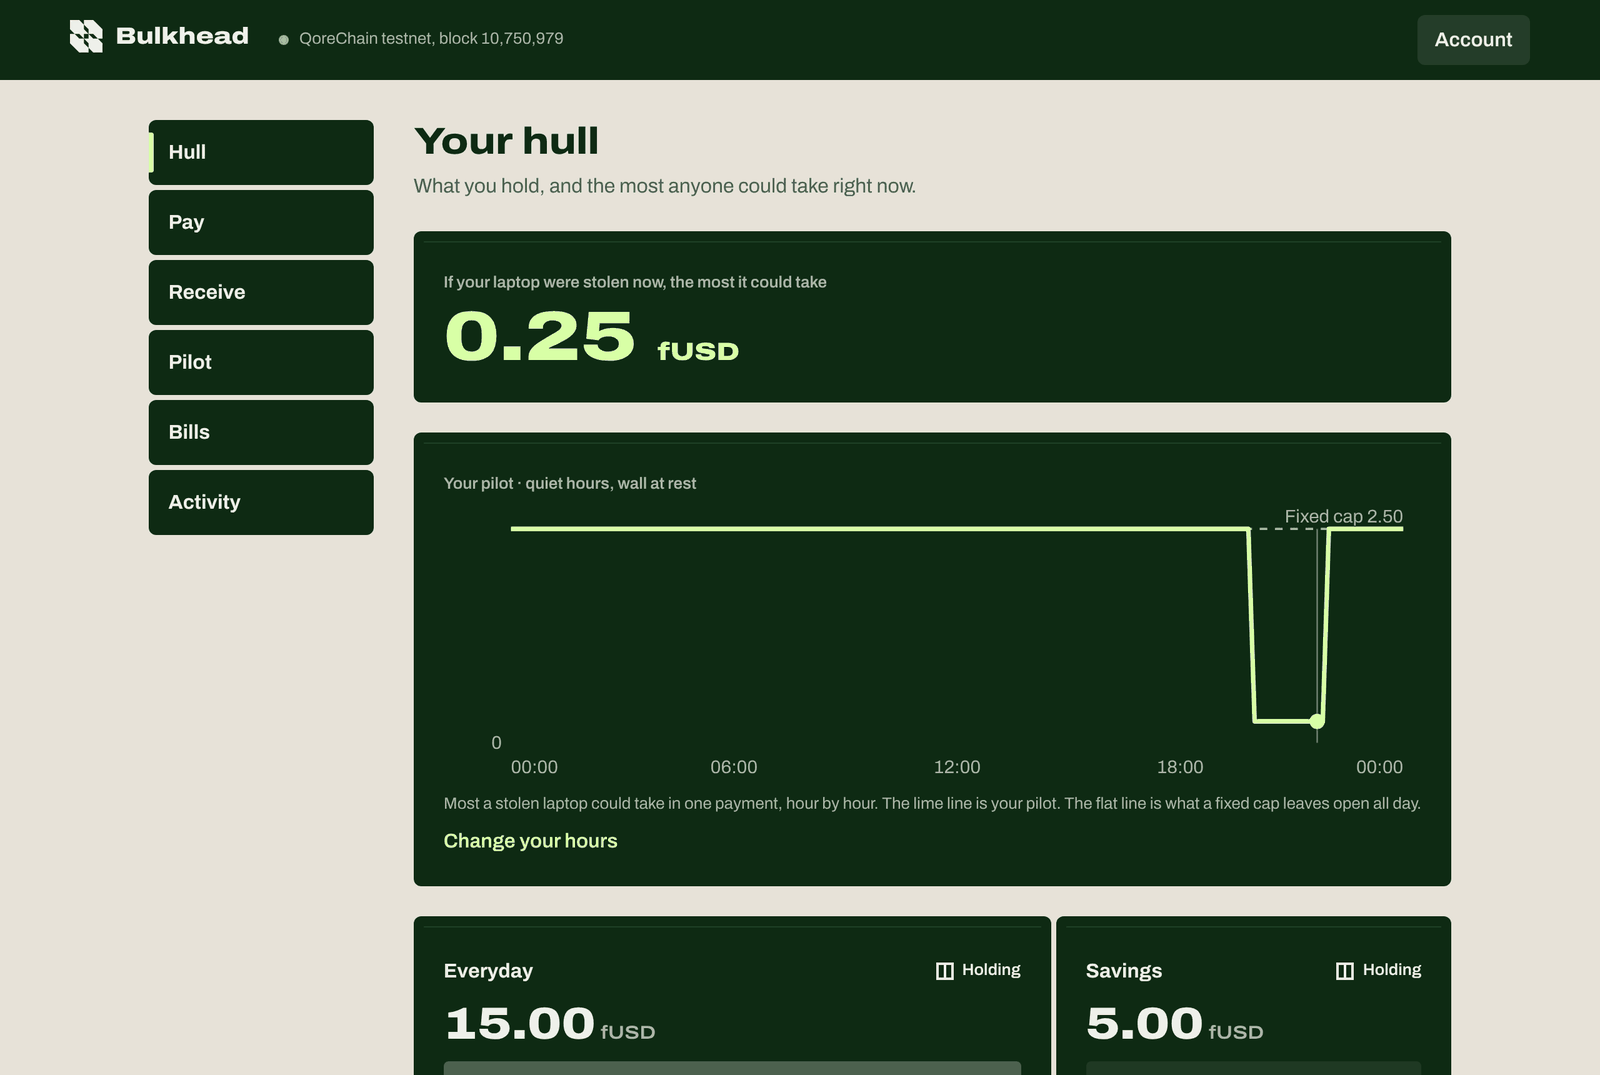 Bulkhead
QoreChain testnet, block 10,750,979
Account
Hull
Pay
Receive
Pilot
Bills
Activity
Your hull
What you hold, and the most anyone could take right now.
If your laptop were stolen now, the most it could take
0.25 fUSD
Your pilot · quiet hours, wall at rest
Fixed cap 2.50
0
00:00 06:00 12:00 18:00 00:00
Most a stolen laptop could take in one payment, hour by hour. The lime line is your pilot. The flat line is what a fixed cap leaves open all day.
Change your hours
Everyday
Holding
15.00 fUSD
Savings
Holding
5.00 fUSD